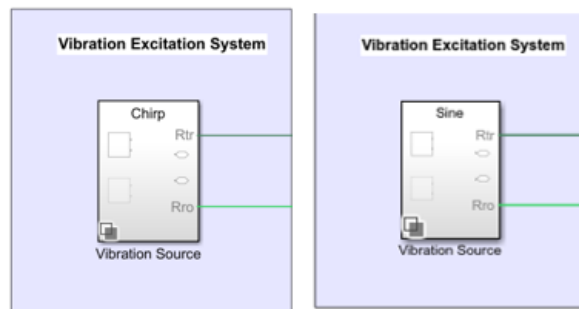 Vibration Excitation System
Chirp
Rtr
Rro
Vibration Source
Vibration Excitation System
Sine
Rtr
Rro
Vibration Source